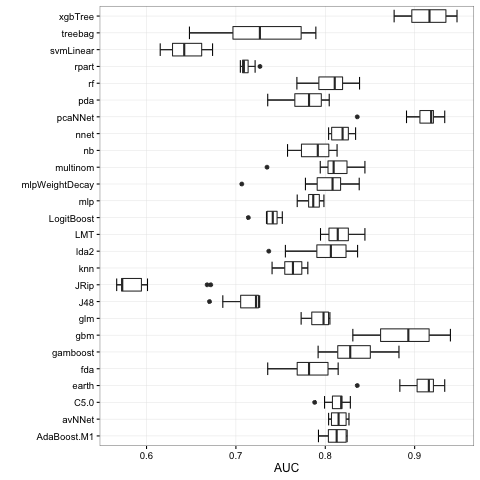 xgbTree
treebag
svmLinear
rpart
rf
pda
pcaNNet
nnet
nb
multinom
mlpWeightDecay
mlp
LogitBoost
LMT
lda2
knn
JRip
J48
glm
gbm
gamboost
fda
earth
C5.0
avNNet
AdaBoost.M1
0.6 0.7 0.8 0.9
AUC